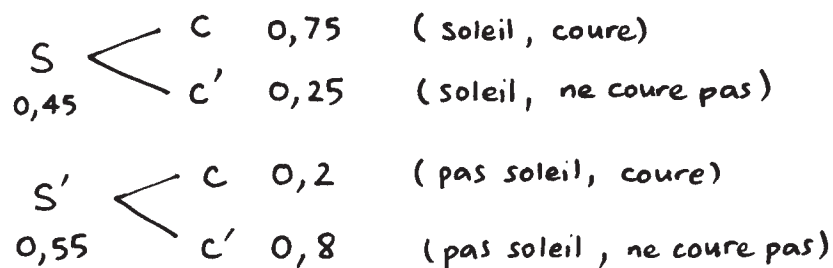 C 0,75 (soleil, coure)
S
0,45
C' 0,25 (soleil, ne coure pas)
C 0,2 (pas soleil, coure)
S'
0,55
C' 0,8 (pas soleil, ne coure pas)